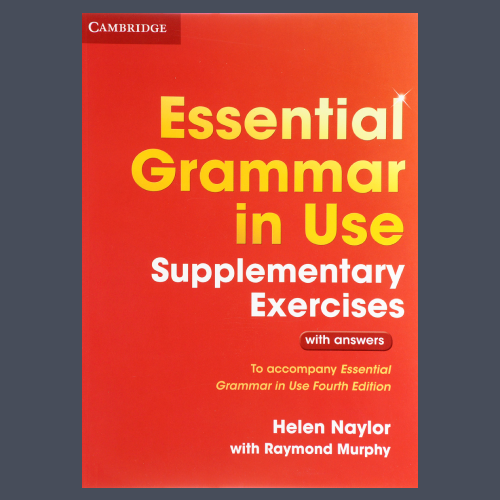 CAMBRIDGE
Essential
Grammar
in Use
Supplementary
Exercises
with answers
To accompany Essential
Grammar in Use Fourth Edition
Helen Naylor
with Raymond Murphy